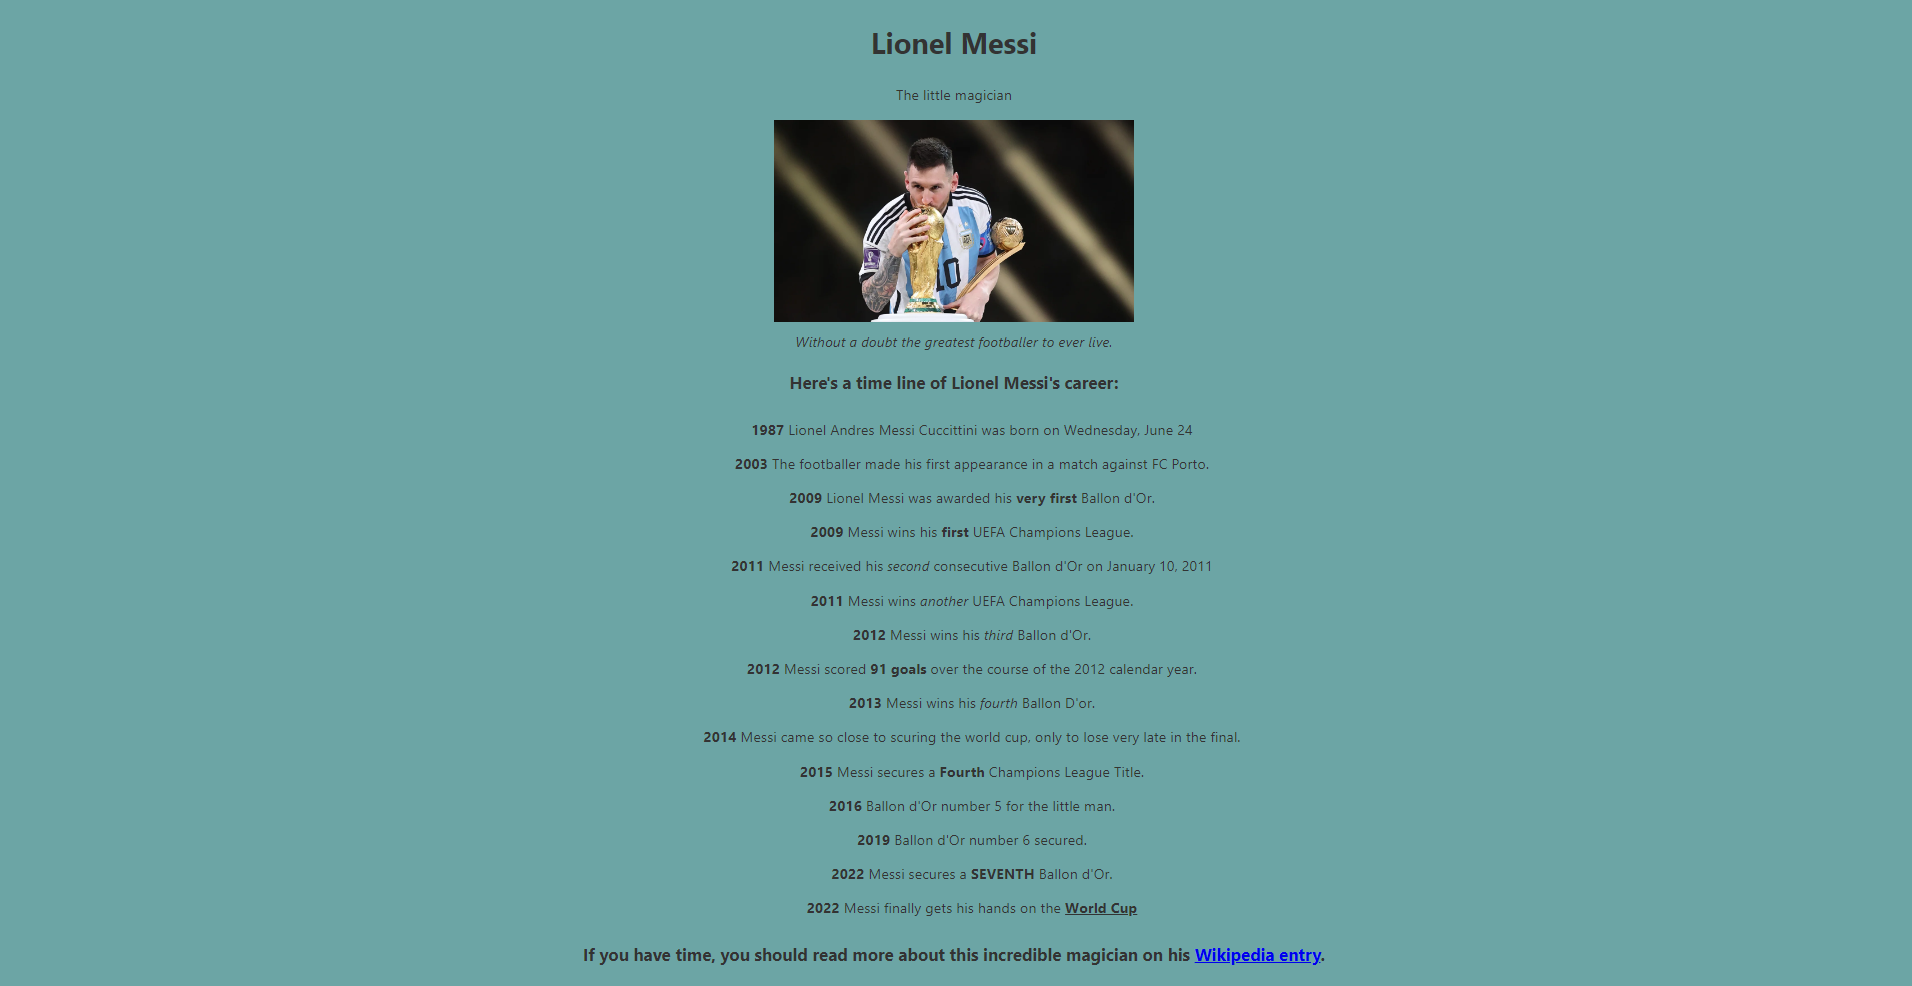 Lionel Messi
The little magician
10
Without a doubt the greatest footballer to ever live.
Here's a time line of Lionel Messi's career:
1987 Lionel Andres Messi Cuccittini was born on Wednesday, June 24
2003 The footballer made his first appearance in a match against FC Porto.
2009 Lionel Messi was awarded his very first Ballon d'Or.
2009 Messi wins his first UEFA Champions League.
2011 Messi received his second consecutive Ballon d'Or on January 10, 2011
2011 Messi wins another UEFA Champions League.
2012 Messi wins his third Ballon d'Or.
2012 Messi scored 91 goals over the course of the 2012 calendar year.
2013 Messi wins his fourth Ballon D'or.
2014 Messi came so close to scuring the world cup, only to lose very late in the final.
2015 Messi secures a Fourth Champions League Title.
2016 Ballon d'Or number 5 for the little man.
2019 Ballon d'Or number 6 secured.
2022 Messi secures a SEVENTH Ballon d'Or.
2022 Messi finally gets his hands on the World Cup
If you have time, you should read more about this incredible magician on his Wikipedia entry.